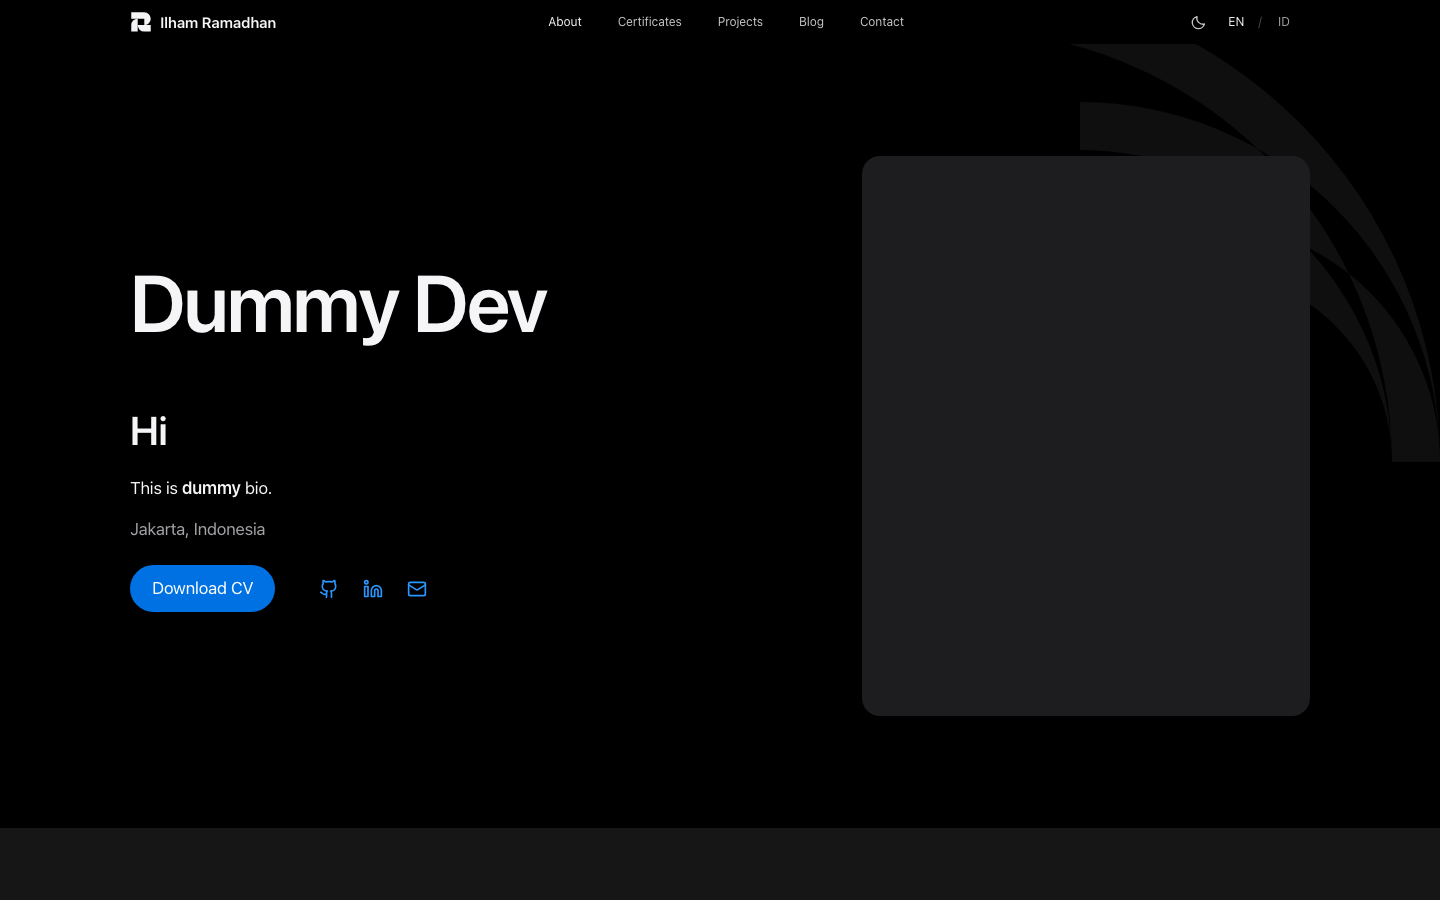 Ilham Ramadhan
About
Certificates
Projects
Blog
Contact
EN / ID
Dummy Dev
Hi
This is dummy bio.
Jakarta, Indonesia
Download CV